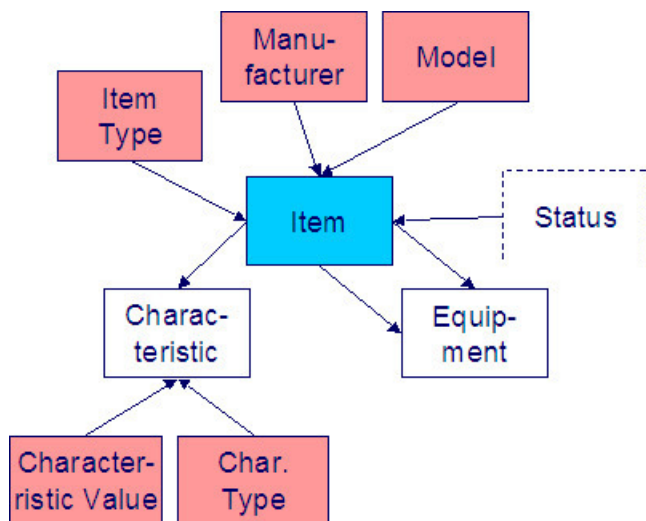 Manu-
facturer
Model
Item
Type
Item
Status
Charac-
teristic
Equip-
ment
Character-
ristic Value
Char.
Type